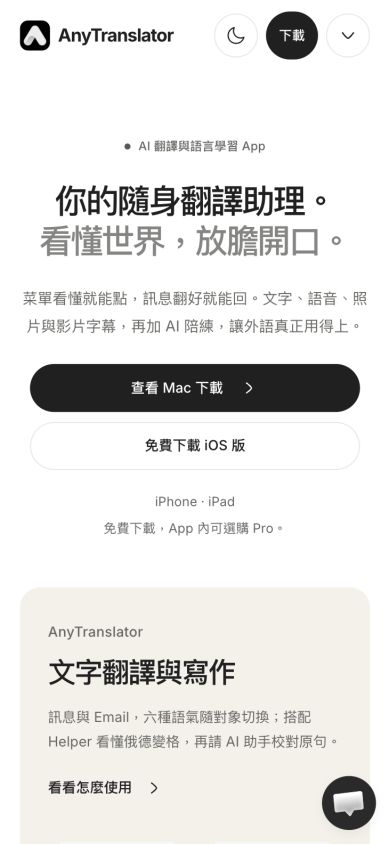 AnyTranslator
下載
AI 翻譯與語言學習 App
你的隨身翻譯助理。
看懂世界,放膽開口。
菜單看懂就能點,訊息翻好就能回。文字、語音、照
片與影片字幕,再加 AI 陪練,讓外語真正用得上。
查看 Mac 下載
免費下載 iOS 版
iPhone · iPad
免費下載,App 內可選購 Pro。
AnyTranslator
文字翻譯與寫作
訊息與 Email,六種語氣隨對象切換;搭配
Helper 看懂俄德變格,再請 AI 助手校對原句。
看看怎麼使用